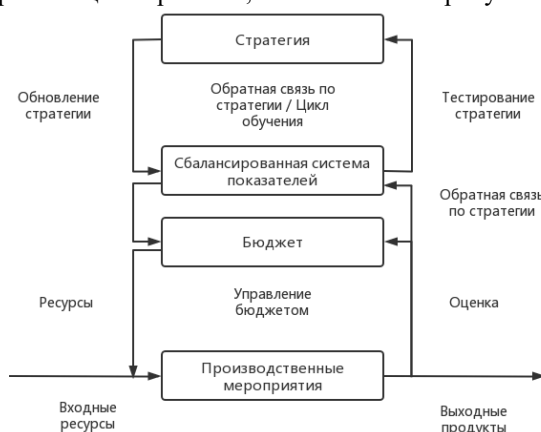 Стратегия
Обновление
стратегии
Обратная связь по
стратегии / Цикл
обучения
Тестирование
стратегии
Сбалансированная система
показателей
Обратная связь
по стратегии
Бюджет
Ресурсы
Управление
бюджетом
Оценка
Производственные
мероприятия
Входные
ресурсы
Выходные
продукты